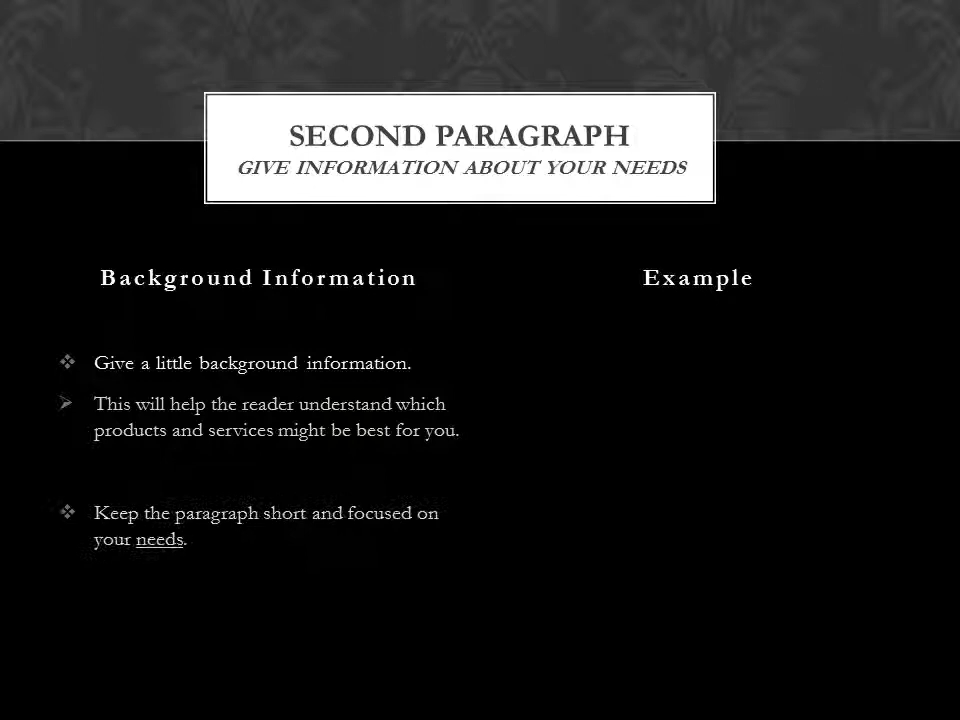 SECOND PARAGRAPH
GIVE INFORMATION ABOUT YOUR NEEDS
Background Information
Give a little background information.
This will help the reader understand which
products and services might be best for you.
Keep the paragraph short and focused on
your needs.
Example